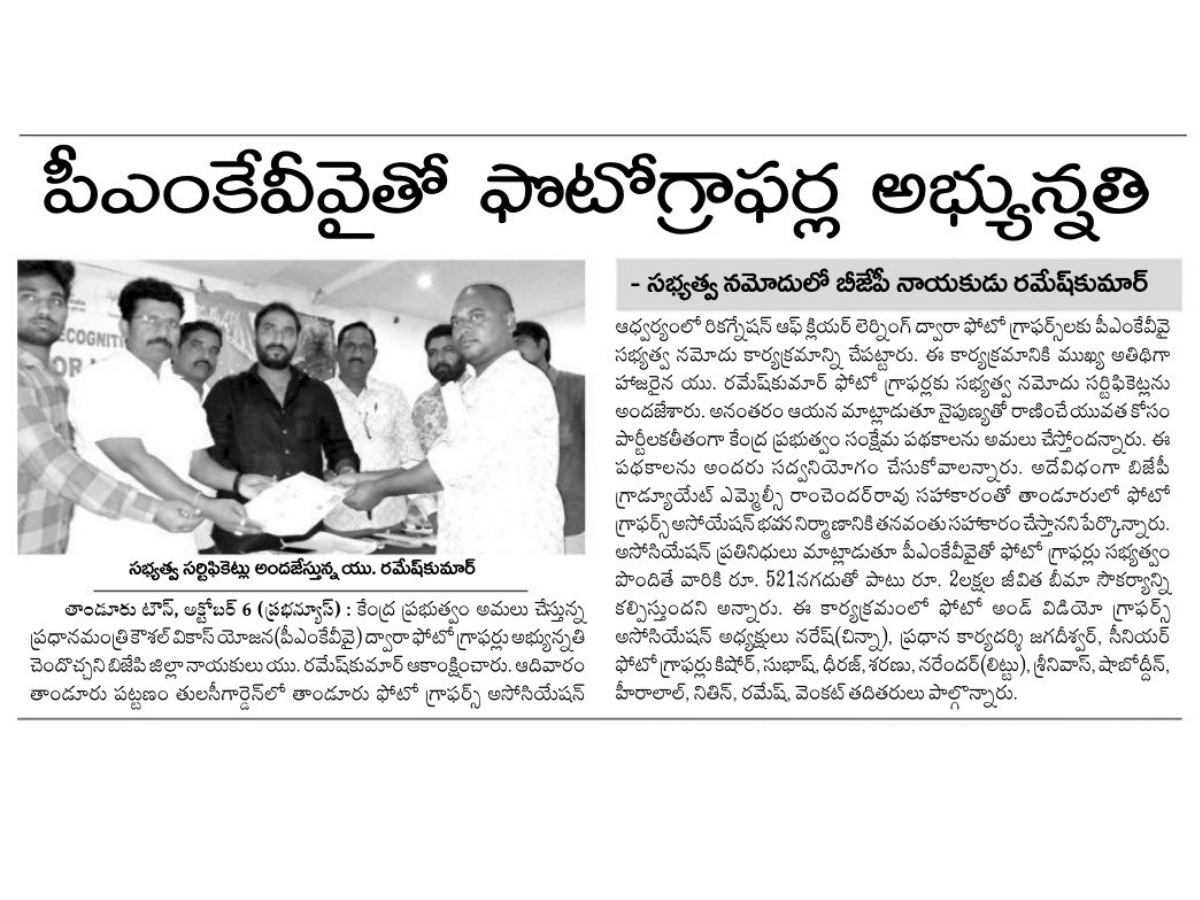 పీఎంకేవీవైతో ఫొటోగ్రాఫర్ల అభ్యున్నతి
ECOGNITI
FOR
సభ్యత్వ సర్టిఫికెట్లు అందజేస్తున్న యు. రమేష్‌కుమార్
తాండూరు టౌన్, అక్టోబర్ 6 (ప్రభన్యూస్) : కేంద్ర ప్రభుత్వం అమలు చేస్తున్న
ప్రధానమంత్రి కౌశల్ వికాస్ యోజన(పీఎంకేవీవై) ద్వారా ఫోటో గ్రాఫర్లు అభ్యున్నతి
చెందొచ్చని బిజెపి జిల్లా నాయకులు యు. రమేష్‌కుమార్ ఆకాంక్షించారు. ఆదివారం
తాండూరు పట్టణం తులసీగార్డెన్‌లో తాండూరు ఫోటో గ్రాఫర్స్ అసోసియేషన్
- సభ్యత్వ నమోదులో బీజేపీ నాయకుడు రమేష్‌కుమార్
ఆధ్వర్యంలో రికగ్నేషన్ ఆఫ్ క్లియర్ లెర్నింగ్ ద్వారా ఫోటో గ్రాఫర్స్‌లకు పీఎంకేవీవై
సభ్యత్వ నమోదు కార్యక్రమాన్ని చేపట్టారు. ఈ కార్యక్రమానికి ముఖ్య అతిథిగా
హాజరైన యు. రమేష్‌కుమార్ ఫోటో గ్రాఫర్లకు సభ్యత్వ నమోదు సర్టిఫికెట్లను
అందజేశారు. అనంతరం ఆయన మాట్లాడుతూ నైపుణ్యతో రాణించే యువత కోసం
పార్టీలకతీతంగా కేంద్ర ప్రభుత్వం సంక్షేమ పథకాలను అమలు చేస్తోందన్నారు. ఈ
పథకాలను అందరు సద్వనియోగం చేసుకోవాలన్నారు. అదేవిధంగా బిజేపీ
గ్రాడ్యూయేట్ ఎమ్మెల్సీ రాంచెందర్‌రావు సహాకారంతో తాండూరులో ఫోటో
గ్రాఫర్స్ అసోయేషన్ భవన నిర్మాణానికి తనవంతు సహాకారం చేస్తానని పేర్కొన్నారు.
అసోసియేషన్ ప్రతినిధులు మాట్లాడుతూ పీఎంకేవీవైతో ఫోటో గ్రాఫర్లు సభ్యత్వం
పొందితే వారికి రూ. 521నగదుతో పాటు రూ. 2లక్షల జీవిత బీమా సౌకర్యాన్ని
కల్పిస్తుందని అన్నారు. ఈ కార్యక్రమంలో ఫోటో అండ్ విడియో గ్రాఫర్స్
అసోసియేషన్ అధ్యక్షులు నరేష్(చిన్నా), ప్రధాన కార్యదర్శి జగదీశ్వర్, సీనియర్
ఫోటో గ్రాఫర్లు కిషోర్, సుభాష్, ధీరజ్, శరణు, నరేందర్(లిట్టు), శ్రీనివాస్, షాబోద్దీన్,
హీరాలాల్, నితిన్, రమేష్, వెంకట్ తదితరులు పాల్గొన్నారు.